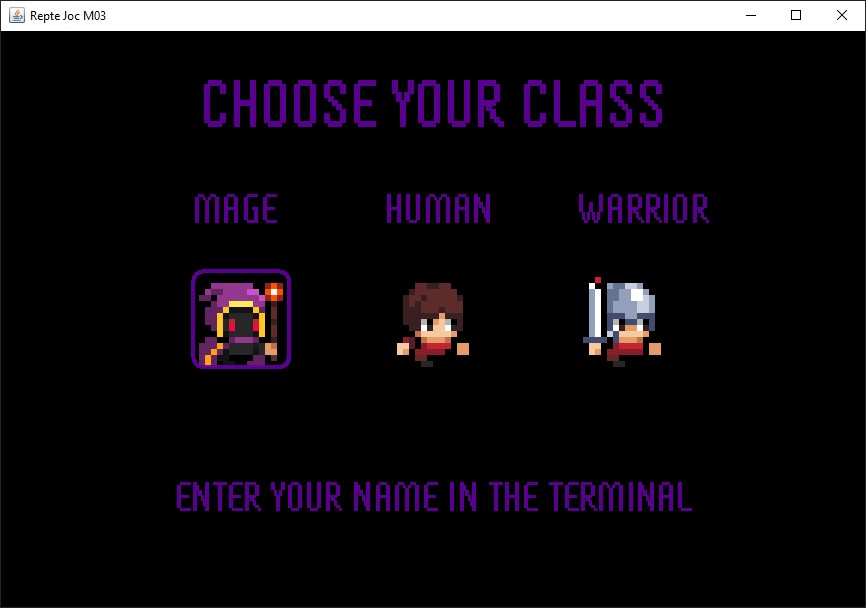 Repte Joc M03
CHOOSE YOUR CLASS
MAGE HUMAN WARRIOR
ENTER YOUR NAME IN THE TERMINAL